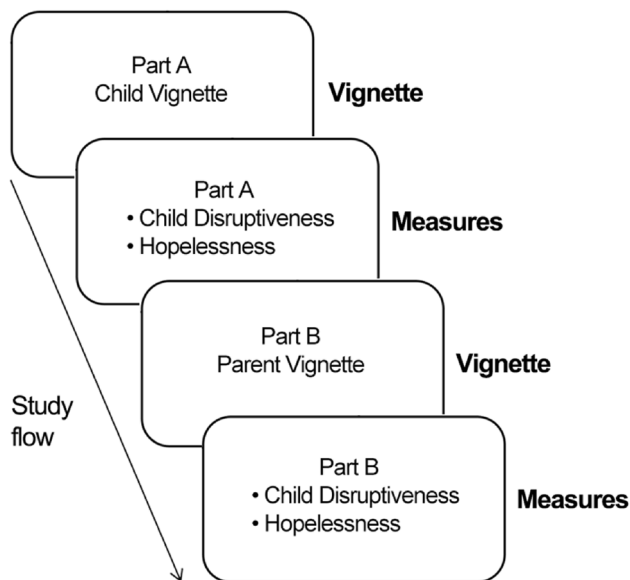 Part A
Child Vignette
Vignette
Part A
• Child Disruptiveness
• Hopelessness
Measures
Part B
Parent Vignette
Vignette
Study
flow
Part B
• Child Disruptiveness
• Hopelessness
Measures